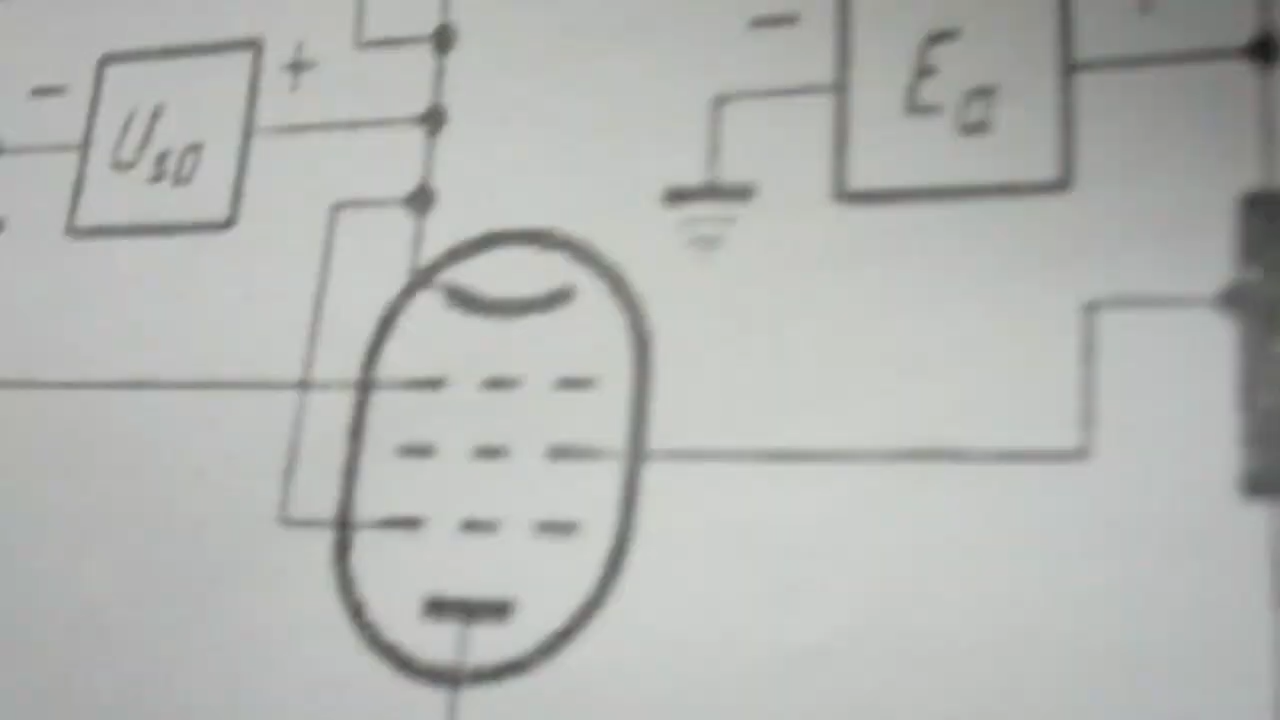 - U₅₀ +
- Eₐ